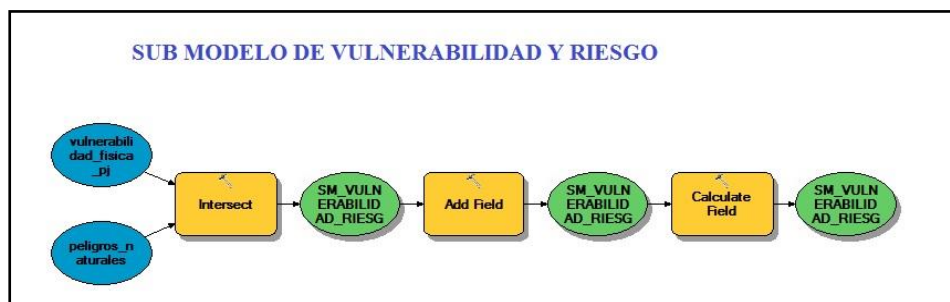 SUB MODELO DE VULNERABILIDAD Y RIESGO
vulnerabili
dad_fisica
_pj
peligros_n
aturales
Intersect
SM_VULN
ERABILID
AD_RIESG
Add Field
SM_VULN
ERABILID
AD_RIESG
Calculate
Field
SM_VULN
ERABILID
AD_RIESG